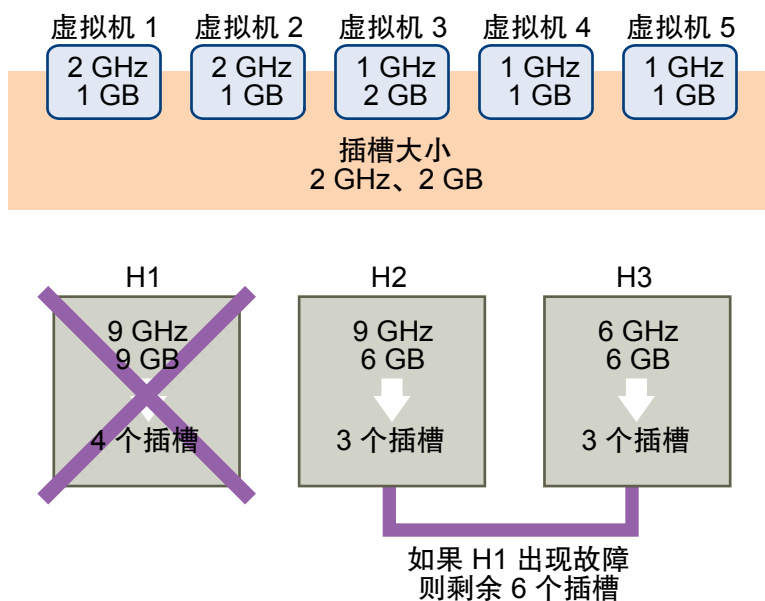 虚拟机 1 虚拟机 2 虚拟机 3 虚拟机 4 虚拟机 5
2 GHz 2 GHz 1 GHz 1 GHz 1 GHz
1 GB 1 GB 2 GB 1 GB 1 GB
插槽大小
2 GHz、2 GB
H1 H2 H3
9 GHz 9 GHz 6 GHz
9 GB 6 GB 6 GB
4 个插槽 3 个插槽 3 个插槽
如果 H1 出现故障
则剩余 6 个插槽